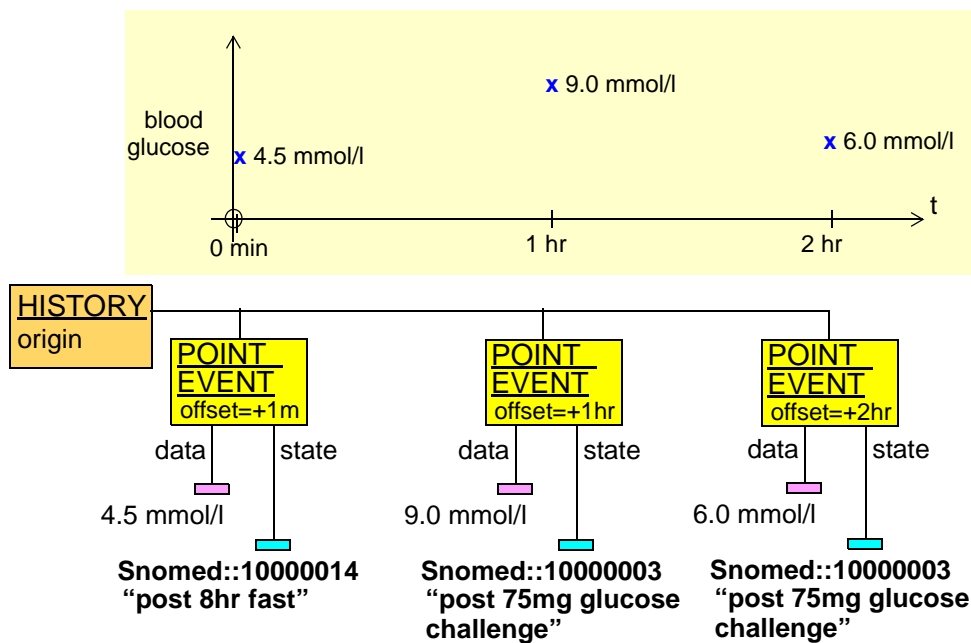 blood
glucose
x 4.5 mmol/l
x 9.0 mmol/l
x 6.0 mmol/l
t
0 min
1 hr
2 hr
HISTORY
origin
POINT
EVENT
offset=+1m
data
state
4.5 mmol/l
Snomed::10000014
“post 8hr fast”
POINT
EVENT
offset=+1hr
data
state
9.0 mmol/l
Snomed::10000003
“post 75mg glucose
challenge”
POINT
EVENT
offset=+2hr
data
state
6.0 mmol/l
Snomed::10000003
“post 75mg glucose
challenge”